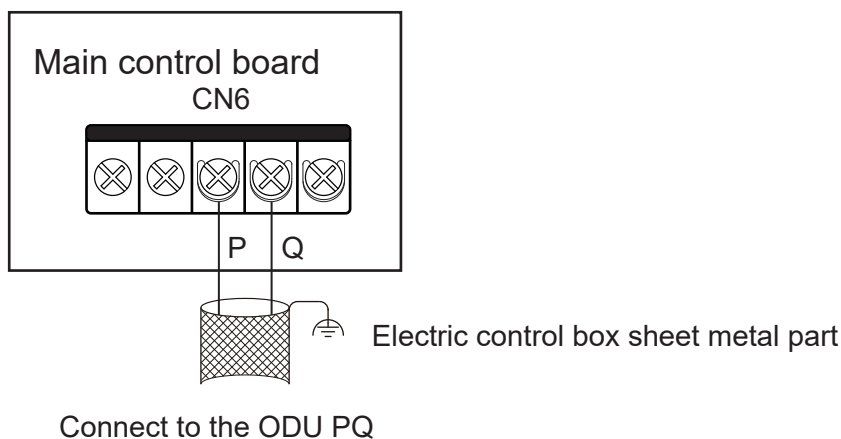 Main control board
CN6
P Q
Electric control box sheet metal part
Connect to the ODU PQ